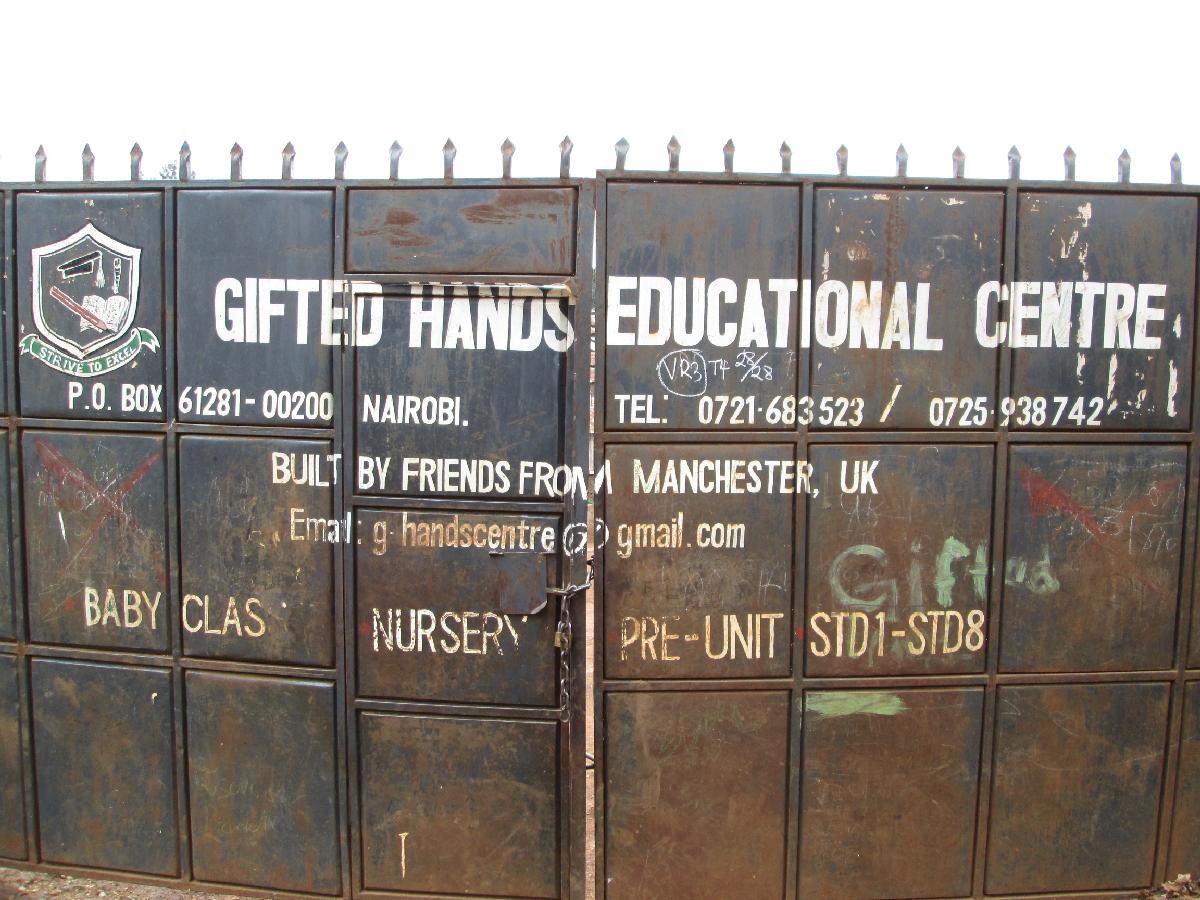 GIFTED HANDS EDUCATIONAL CENTRE
STRIVE TO EXCEL
VR3 T4 28/28
P.O. BOX 61281-00200 NAIROBI. TEL: 0721-683523 / 0725-938742
BUILT BY FRIENDS FROM MANCHESTER, UK
Email: g-handscentre@gmail.com
Gifted
BABY CLAS NURSERY PRE-UNIT STD1-STD8